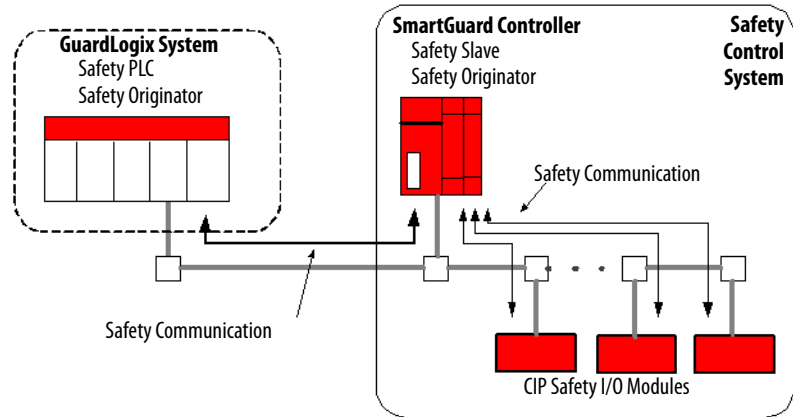 GuardLogix System
Safety PLC
Safety Originator
SmartGuard Controller
Safety Slave
Safety Originator
Safety
Control
System
Safety Communication
Safety Communication
CIP Safety I/O Modules